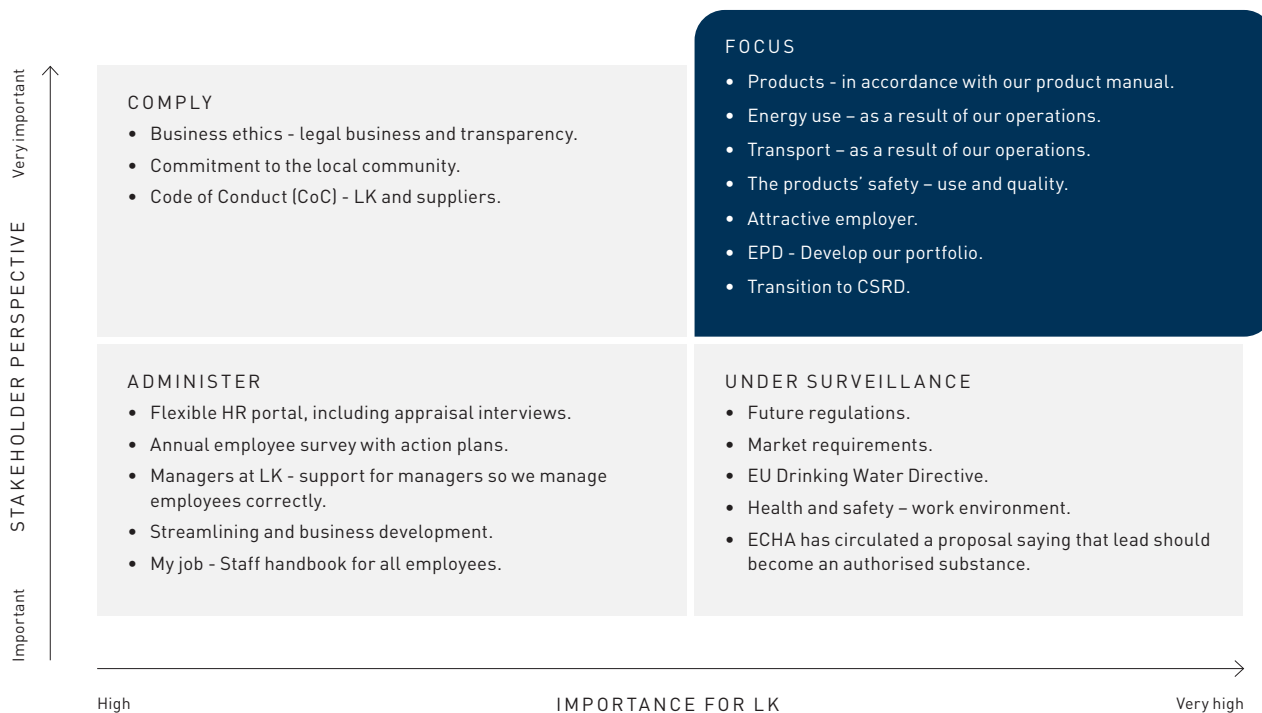 FOCUS
• Products - in accordance with our product manual.
• Energy use – as a result of our operations.
• Transport – as a result of our operations.
• The products’ safety – use and quality.
• Attractive employer.
• EPD - Develop our portfolio.
• Transition to CSRD.
COMPLY
• Business ethics - legal business and transparency.
• Commitment to the local community.
• Code of Conduct (CoC) - LK and suppliers.
ADMINISTER
• Flexible HR portal, including appraisal interviews.
• Annual employee survey with action plans.
• Managers at LK - support for managers so we manage
employees correctly.
• Streamlining and business development.
• My job - Staff handbook for all employees.
UNDER SURVEILLANCE
• Future regulations.
• Market requirements.
• EU Drinking Water Directive.
• Health and safety – work environment.
• ECHA has circulated a proposal saying that lead should
become an authorised substance.
Very important
STAKEHOLDER PERSPECTIVE
Important
High
IMPORTANCE FOR LK
Very high